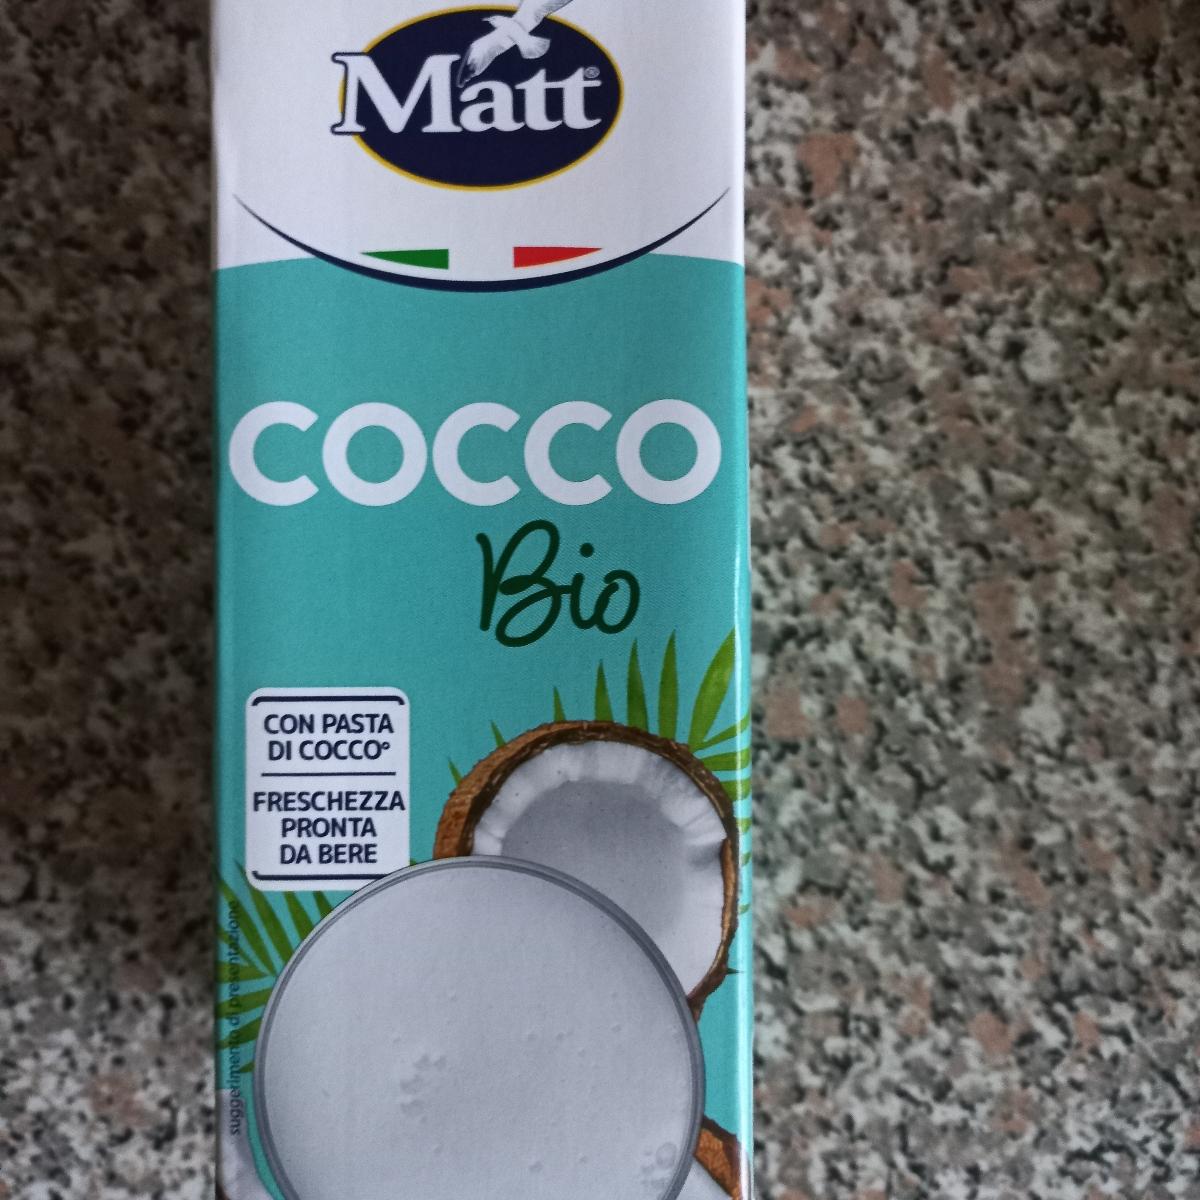 Matt®
COCCO
Bio
CON PASTA
DI COCCO°
FRESCHEZZA
PRONTA
DA BERE
suggerimento di presentazione